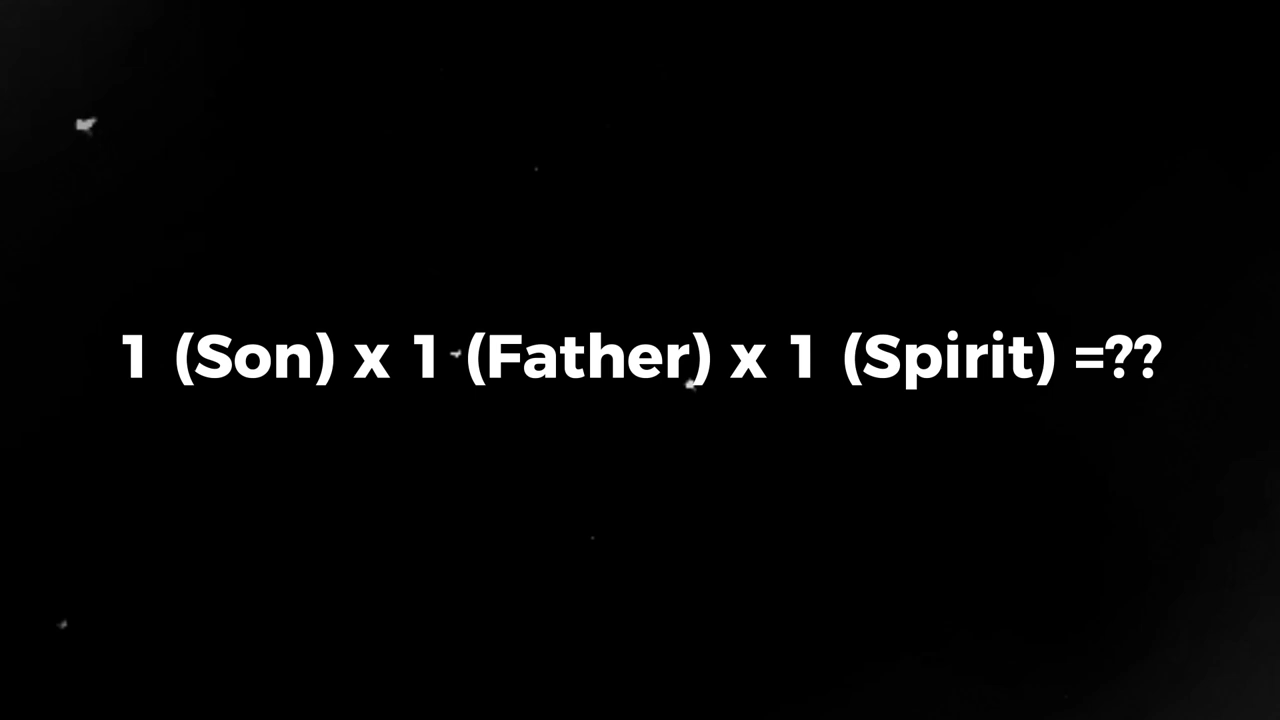 1 (Son) x 1 (Father) x 1 (Spirit) =??